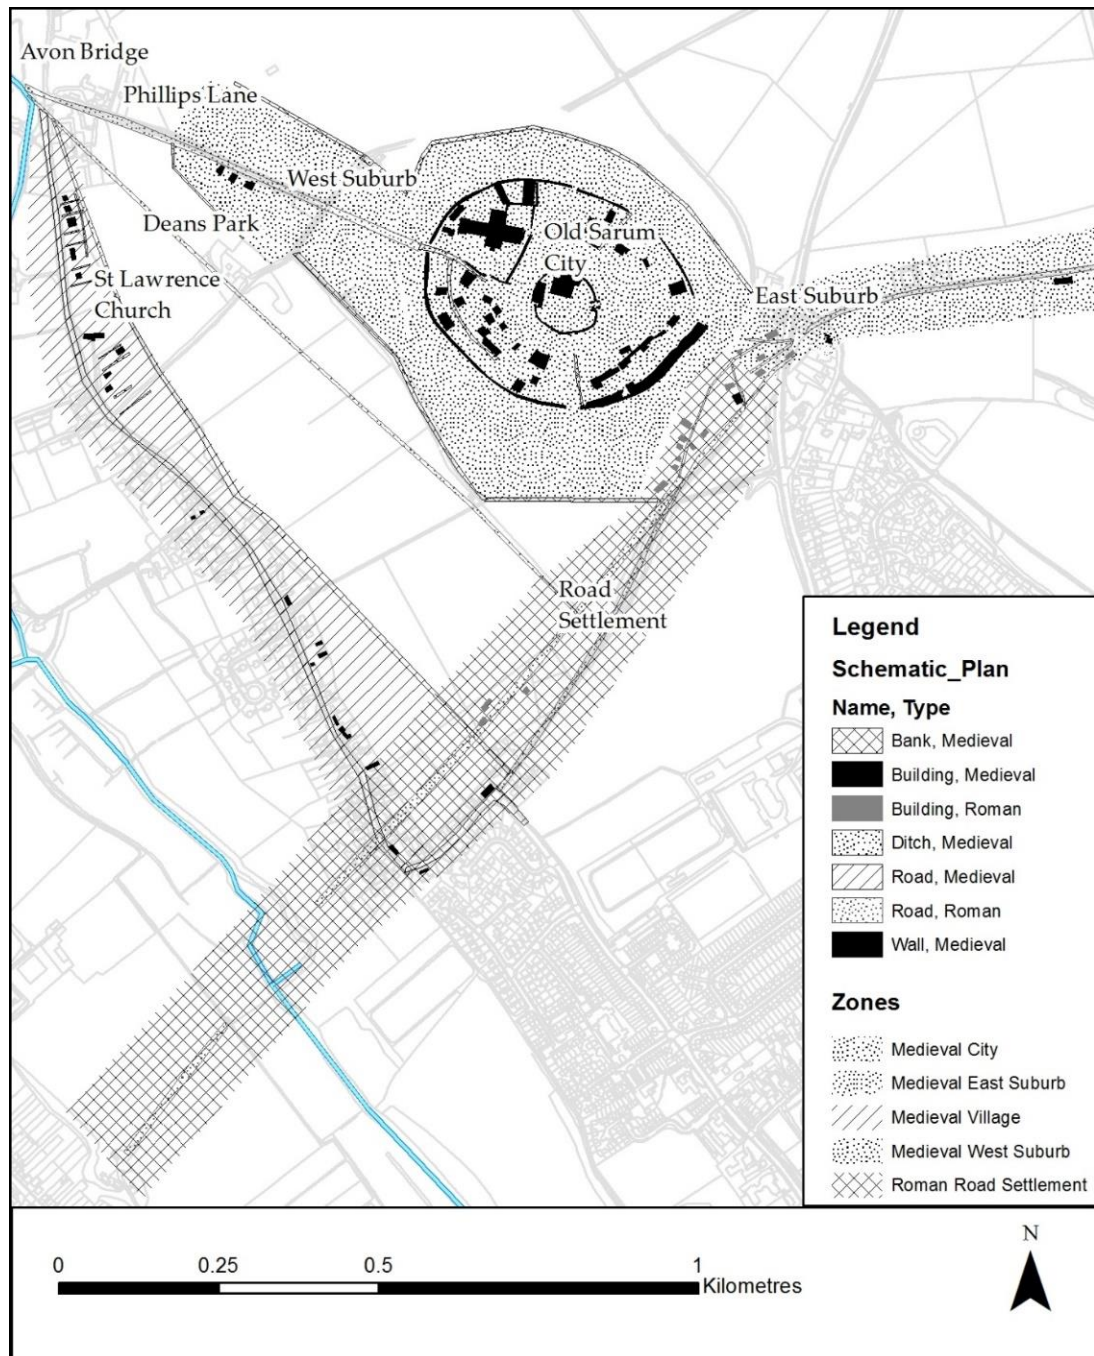 Avon Bridge
Phillips Lane
West Suburb
Deans Park
Old Sarum
City
St Lawrence
Church
East Suburb
Road
Settlement
Legend
Schematic_Plan
Name, Type
Bank, Medieval
Building, Medieval
Building, Roman
Ditch, Medieval
Road, Medieval
Road, Roman
Wall, Medieval
Zones
Medieval City
Medieval East Suburb
Medieval Village
Medieval West Suburb
Roman Road Settlement
0 0.25 0.5 1
Kilometres
N